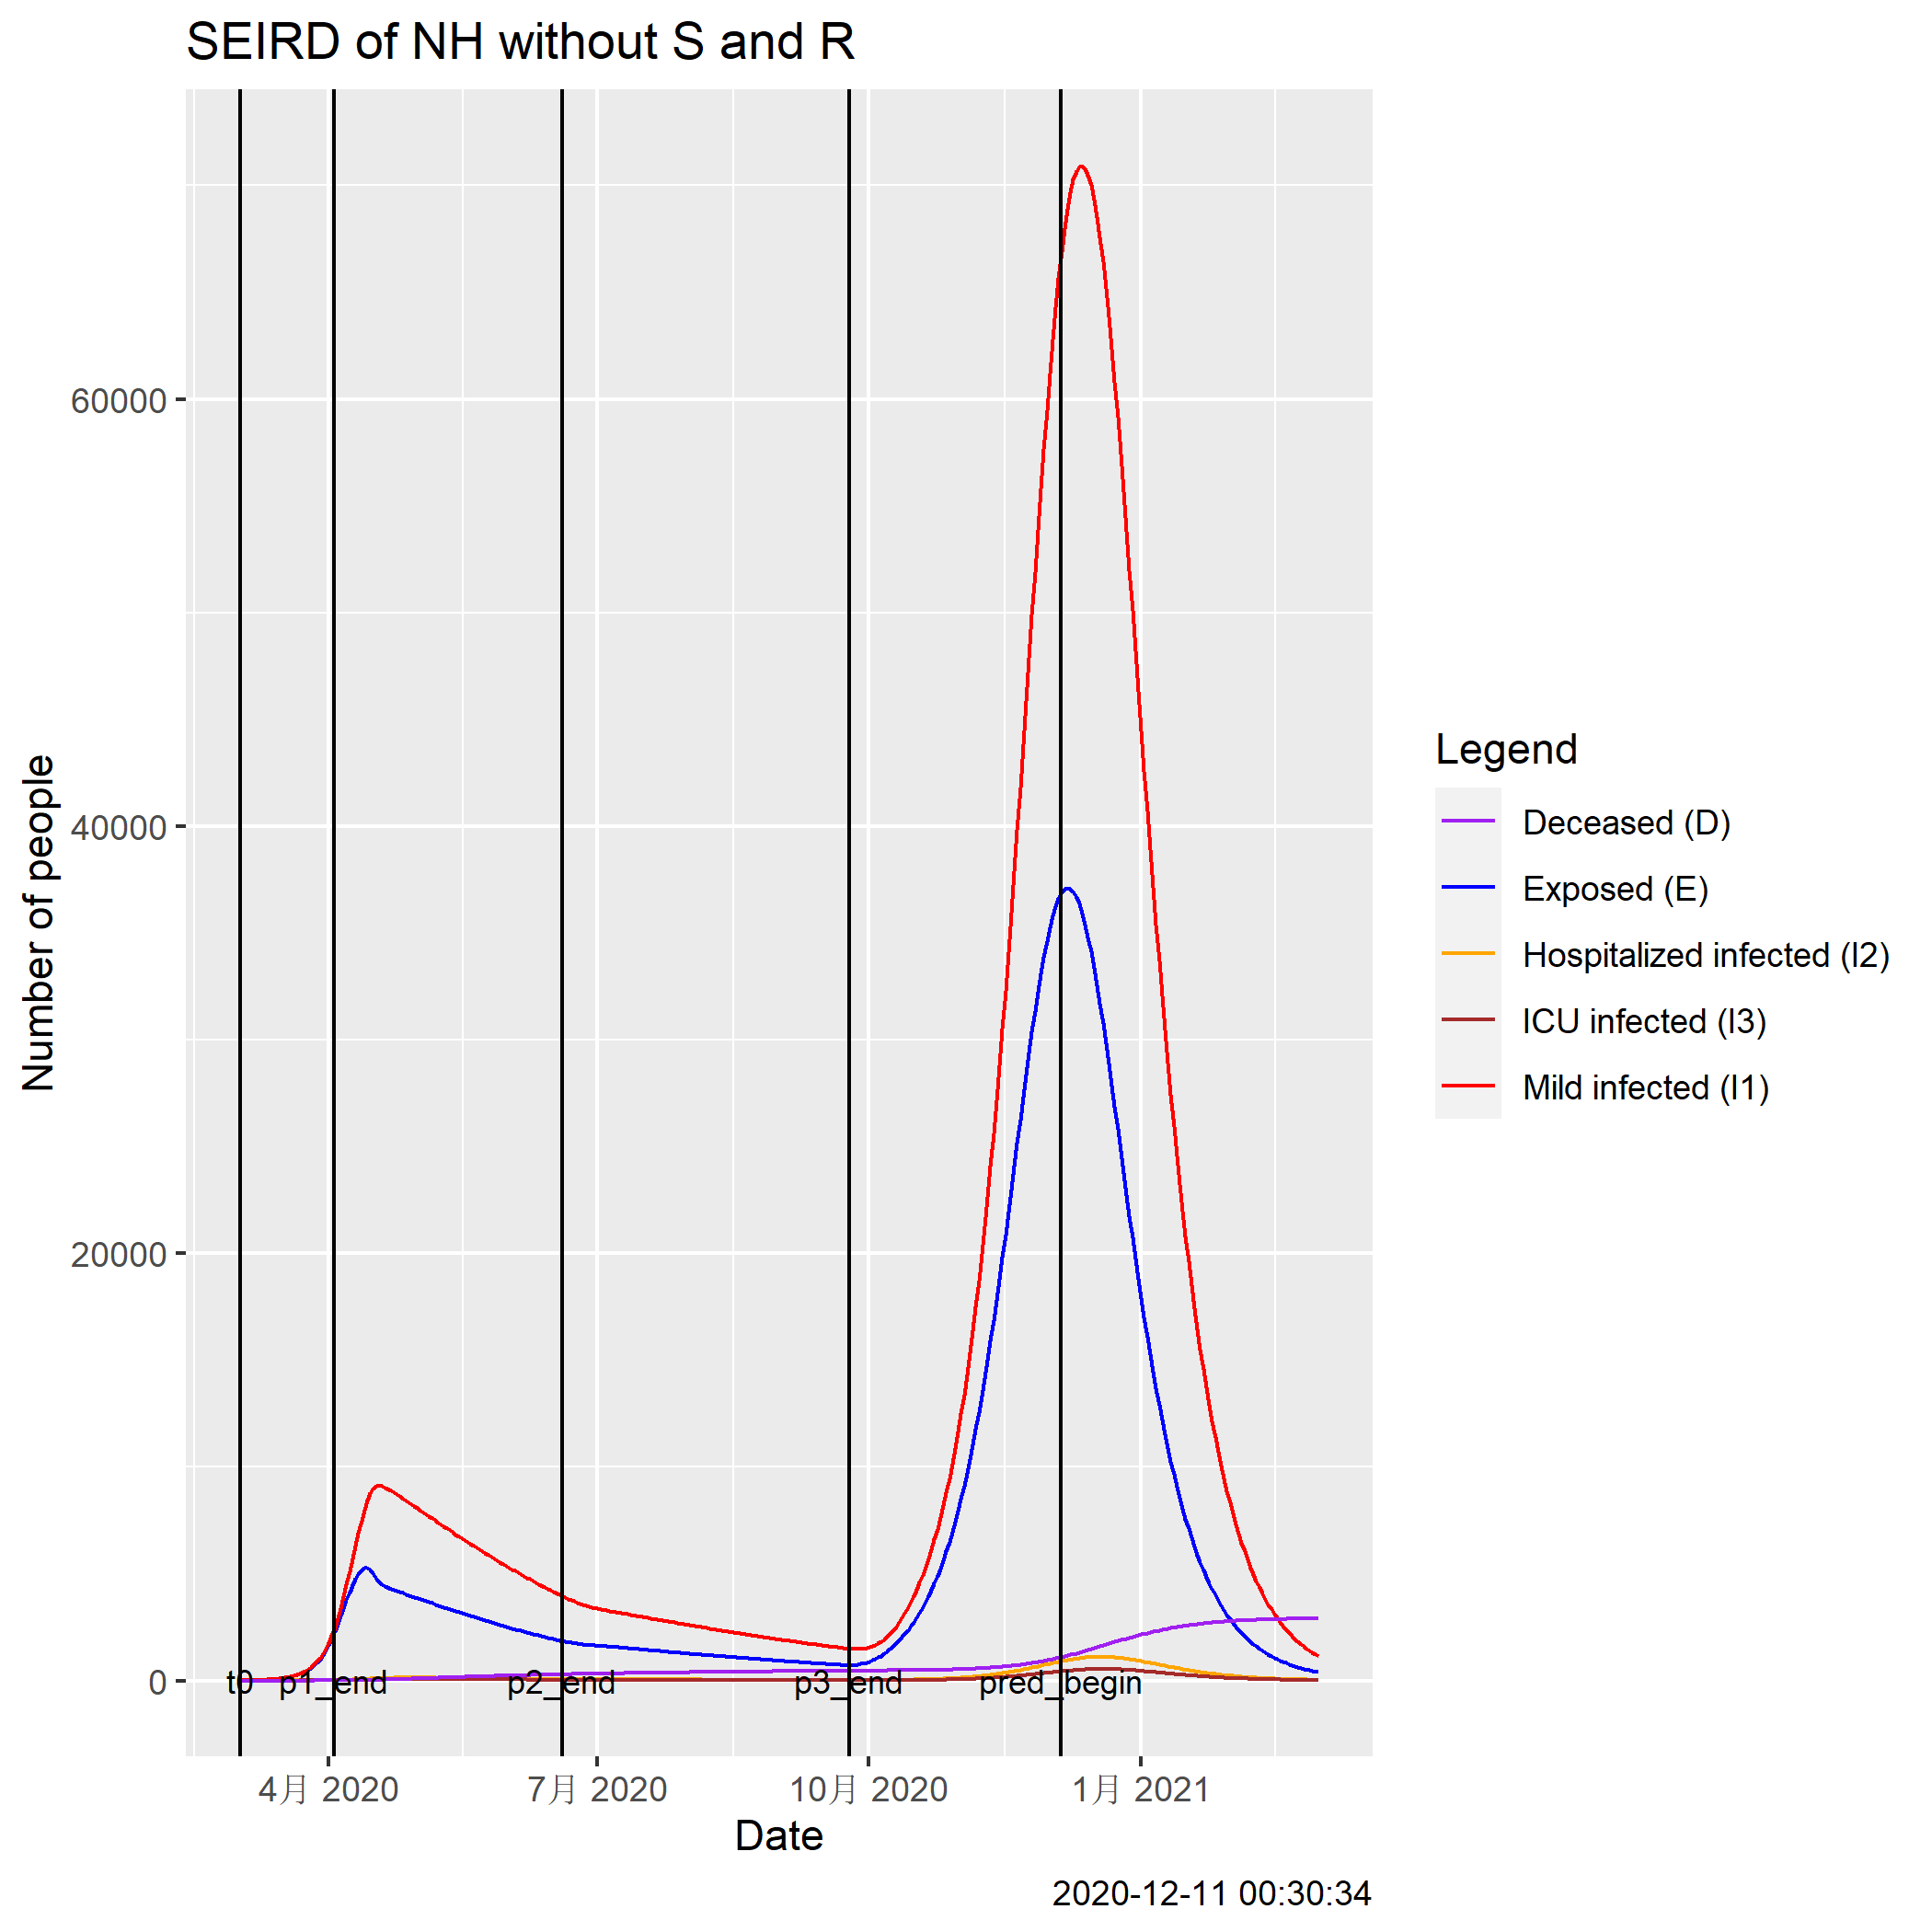 SEIRD of NH without S and R
Number of people
60000
40000
20000
0
t0 p1_end p2_end p3_end pred_begin
4月 2020 7月 2020 10月 2020 1月 2021
Date
Legend
Deceased (D)
Exposed (E)
Hospitalized infected (I2)
ICU infected (I3)
Mild infected (I1)
2020-12-11 00:30:34